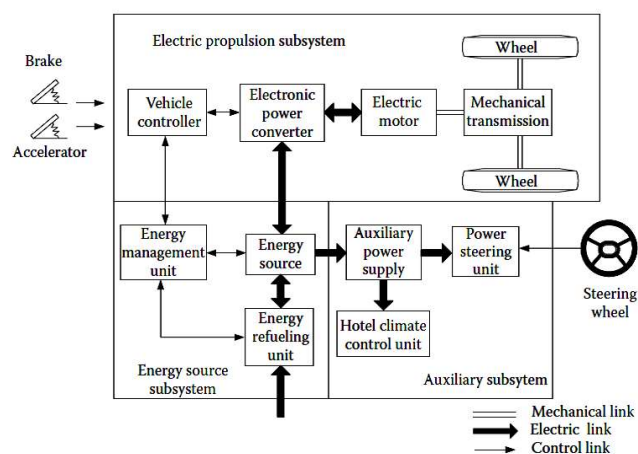 Electric propulsion subsystem
Wheel
Brake
Vehicle
controller
Electronic
power
converter
Electric
motor
Mechanical
transmission
Accelerator
Wheel
Energy
management
unit
Energy
source
Auxiliary
power
supply
Power
steering
unit
Steering
wheel
Energy
refueling
unit
Hotel climate
control unit
Energy source
subsystem
Auxiliary subsytem
Mechanical link
Electric link
Control link